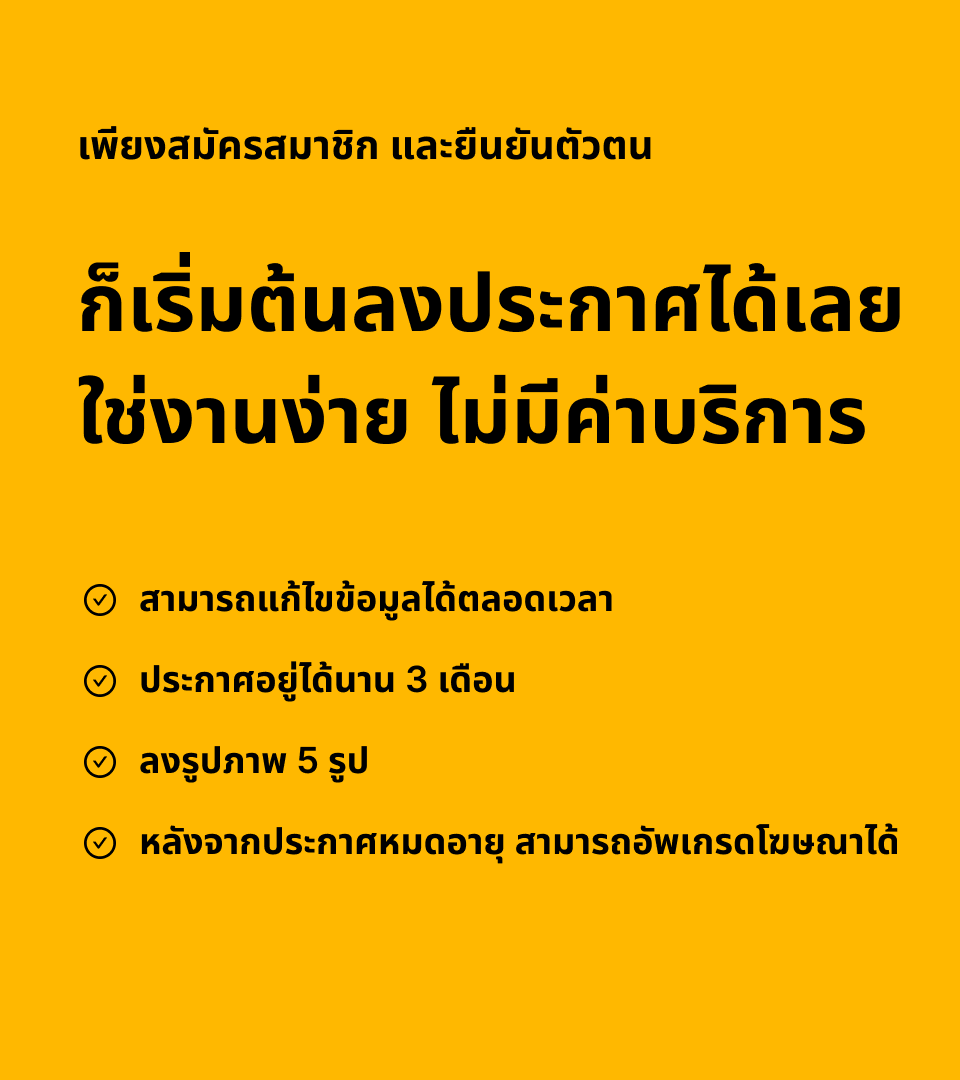 เพียงสมัครสมาชิก และยืนยันตัวตน
ก็เริ่มต้นลงประกาศได้เลย
ใช่งานง่าย ไม่มีค่าบริการ
สามารถแก้ไขข้อมูลได้ตลอดเวลา
ประกาศอยู่ได้นาน 3 เดือน
ลงรูปภาพ 5 รูป
หลังจากประกาศหมดอายุ สามารถอัพเกรดโฆษณาได้